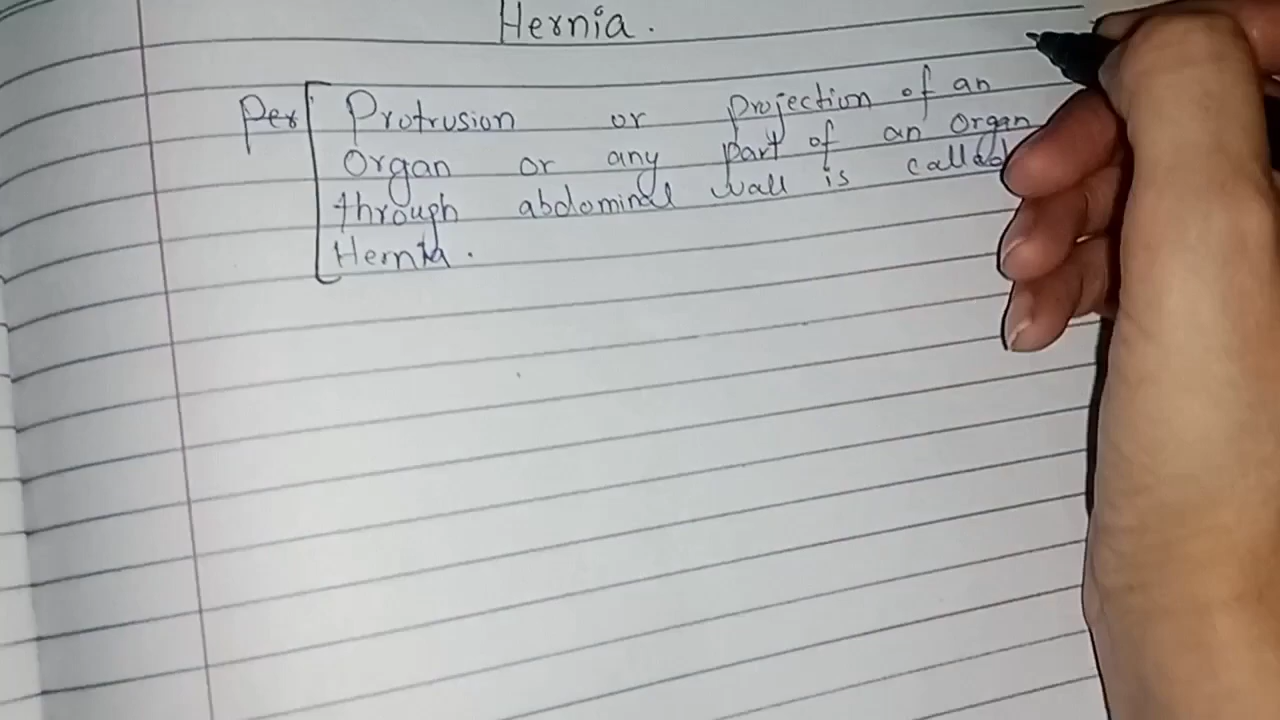 Hernia.
Per Protrusion or projection of an
organ or any part of an organ
through abdominal wall is called
Hernia.